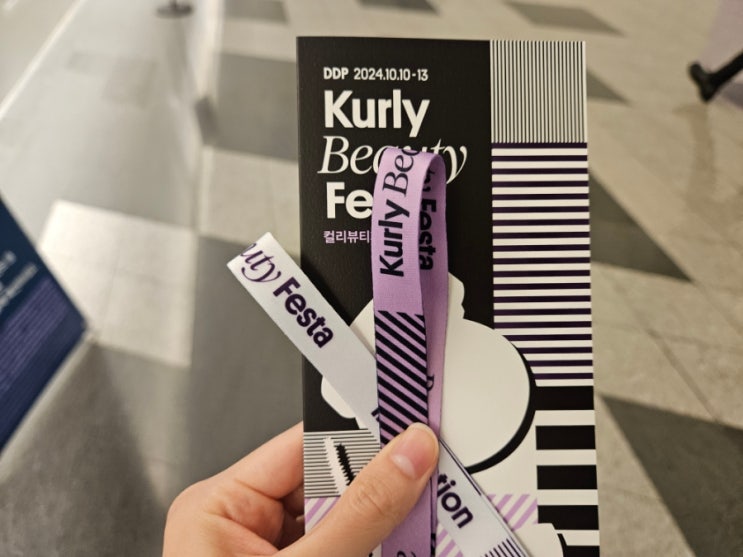 DDP 2024.10.10-13
Kurly
Beauty
Fe
컬리뷰티
Kurly Be
Festa
uty Festa
tion